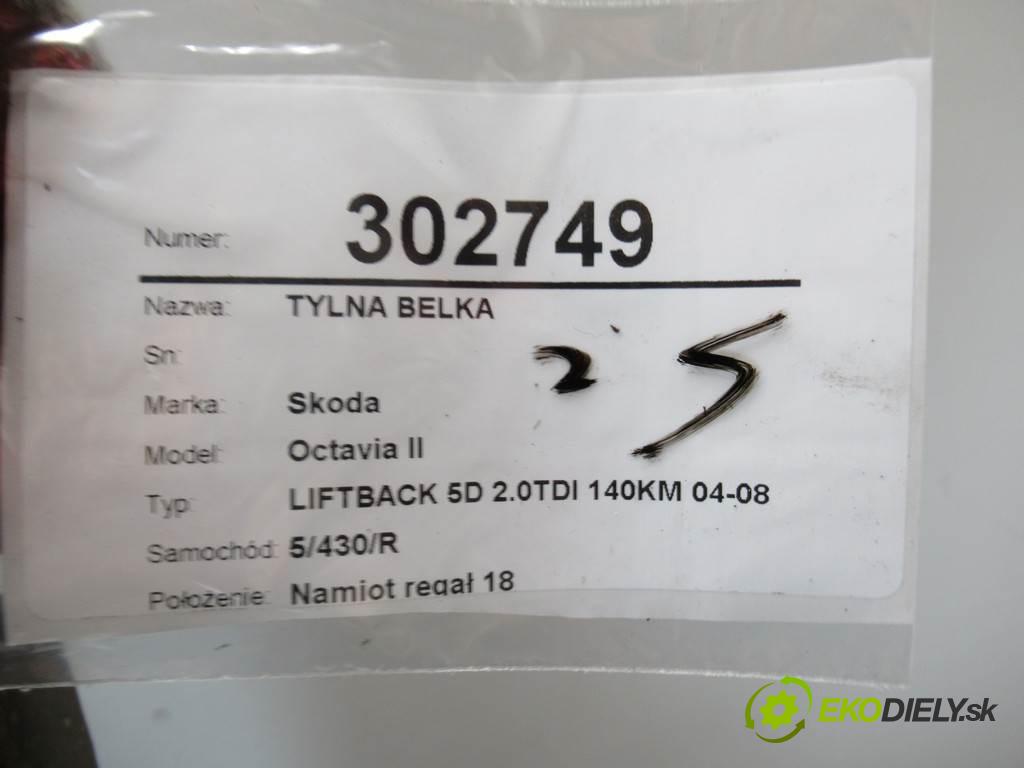 Numer: 302749
Nazwa: TYLNA BELKA
Sn:
25
Marka: Skoda
Model: Octavia II
Typ: LIFTBACK 5D 2.0TDI 140KM 04-08
Samochód: 5/430/R
Położenie: Namiot regał 18
EKODIELY.sk